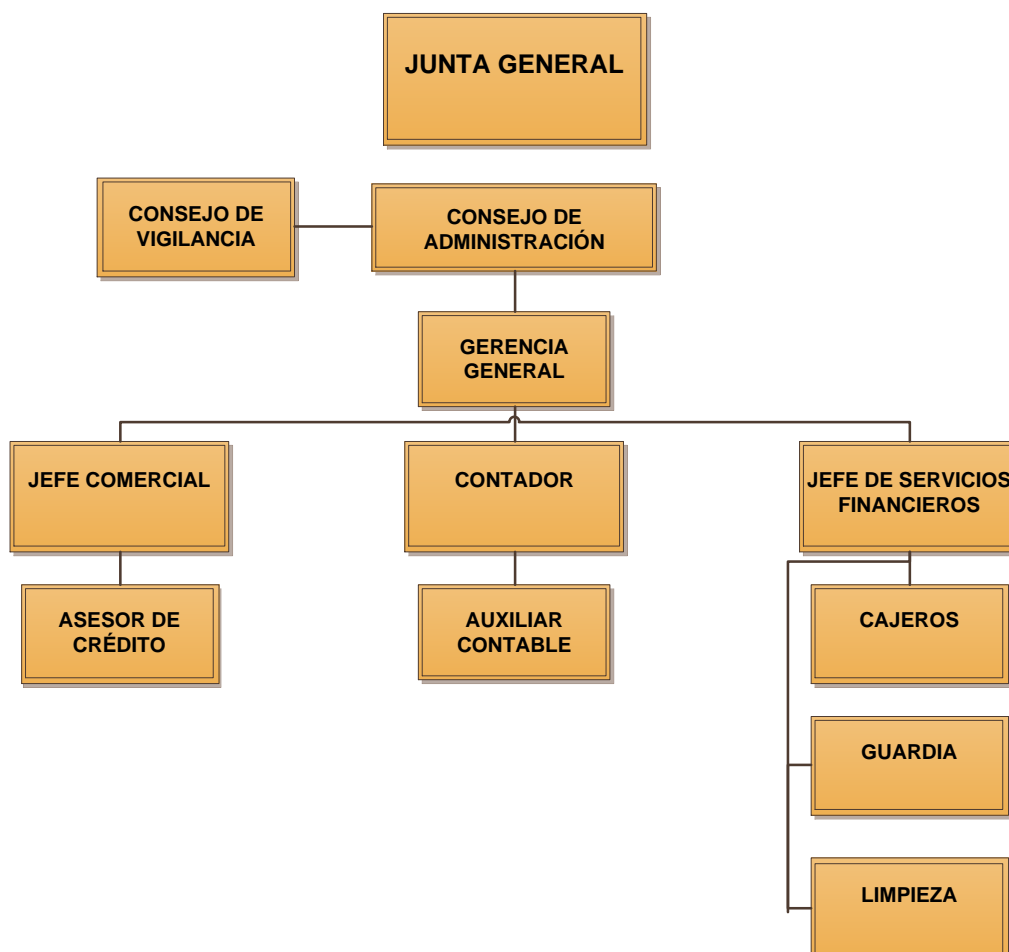 JUNTA GENERAL
CONSEJO DE
VIGILANCIA
CONSEJO DE
ADMINISTRACIÓN
GERENCIA
GENERAL
JEFE COMERCIAL
CONTADOR
JEFE DE SERVICIOS
FINANCIEROS
ASESOR DE
CRÉDITO
AUXILIAR
CONTABLE
CAJEROS
GUARDIA
LIMPIEZA